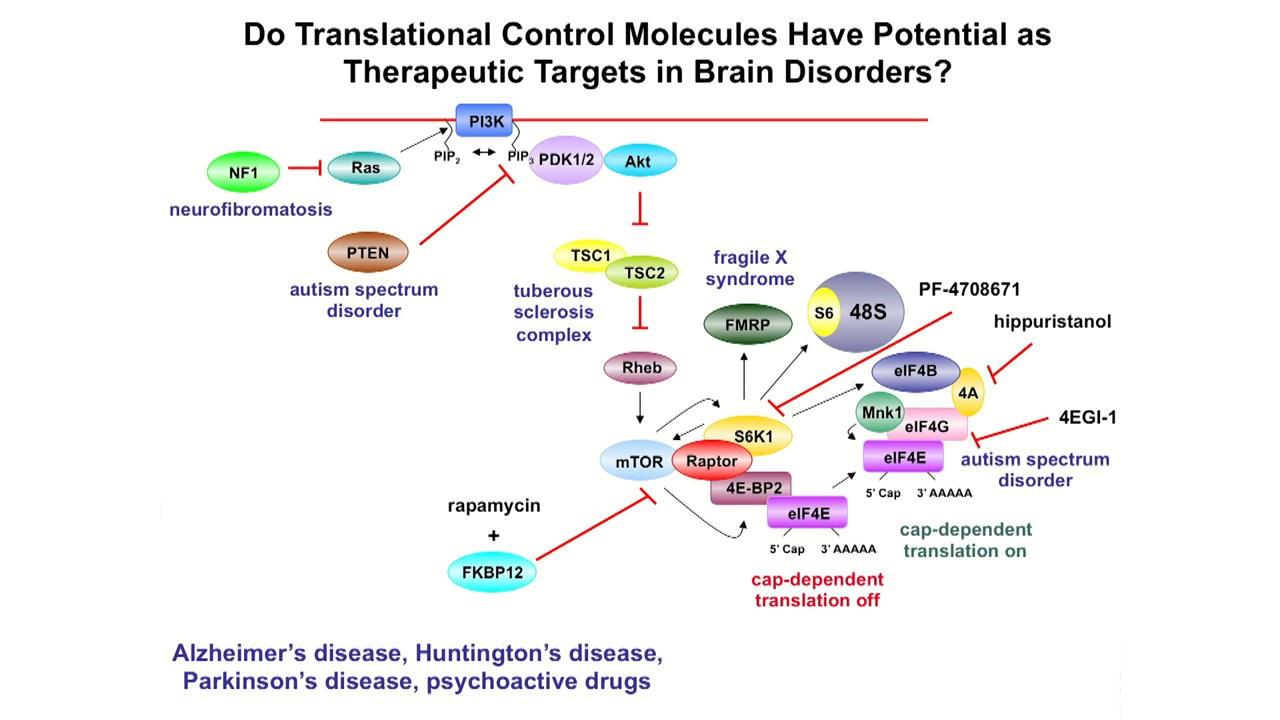 Do Translational Control Molecules Have Potential as
Therapeutic Targets in Brain Disorders?
PI3K
PIP2
PIP3
PDK1/2
Akt
NF1
Ras
neurofibromatosis
PTEN
autism spectrum
disorder
TSC1
TSC2
tuberous
sclerosis
complex
fragile X
syndrome
FMRP
S6
48S
PF-4708671
hippuristanol
Rheb
eIF4B
4A
Mnk1
eIF4G
4EGI-1
S6K1
mTOR
Raptor
eIF4E
autism spectrum
disorder
4E-BP2
5' Cap
3' AAAAA
rapamycin
+
FKBP12
eIF4E
5' Cap
3' AAAAA
cap-dependent
translation on
cap-dependent
translation off
Alzheimer’s disease, Huntington’s disease,
Parkinson’s disease, psychoactive drugs